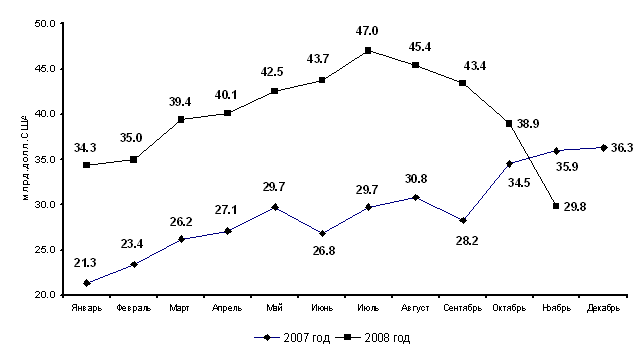 50.0
45.0
40.0
35.0
30.0
25.0
20.0
млрд.долл.США
34.3 35.0 39.4 40.1 42.5 43.7 47.0 45.4 43.4 38.9 29.8
21.3 23.4 26.2 27.1 29.7 26.8 29.7 30.8 28.2 34.5 35.9 36.3
Январь Февраль Март Апрель Май Июнь Июль Август Сентябрь Октябрь Ноябрь Декабрь
2007 год 2008 год